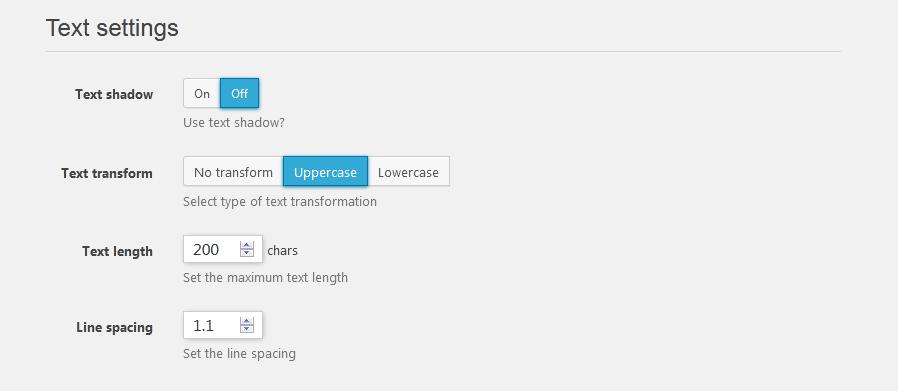 Text settings
Text shadow On Off
Use text shadow?
Text transform No transform Uppercase Lowercase
Select type of text transformation
Text length 200 chars
Set the maximum text length
Line spacing 1.1
Set the line spacing